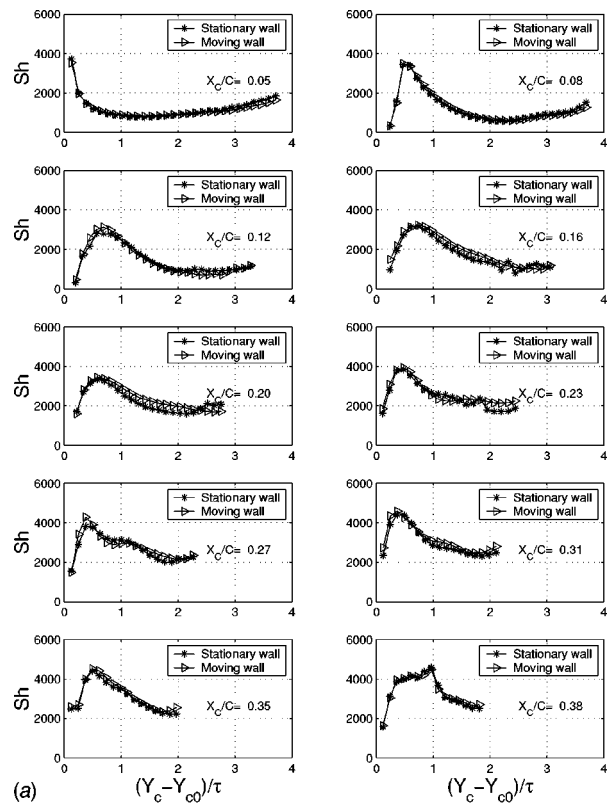 6000
4000
2000
0
Sh
0 1 2 3 4
Stationary wall
Moving wall
X_C/C= 0.05
6000
4000
2000
0
Sh
0 1 2 3 4
Stationary wall
Moving wall
X_C/C= 0.08
6000
4000
2000
0
Sh
0 1 2 3 4
Stationary wall
Moving wall
X_C/C= 0.12
6000
4000
2000
0
0 1 2 3 4
Stationary wall
Moving wall
X_C/C= 0.16
6000
4000
2000
0
Sh
0 1 2 3 4
Stationary wall
Moving wall
X_C/C= 0.20
6000
4000
2000
0
0 1 2 3 4
Stationary wall
Moving wall
X_C/C= 0.23
6000
4000
2000
0
Sh
0 1 2 3 4
Stationary wall
Moving wall
X_C/C= 0.27
6000
4000
2000
0
0 1 2 3 4
Stationary wall
Moving wall
X_C/C= 0.31
6000
4000
2000
0
Sh
0 1 2 3 4
Stationary wall
Moving wall
X_C/C= 0.35
(Y_c−Y_c0)/τ
6000
4000
2000
0
0 1 2 3 4
Stationary wall
Moving wall
X_C/C= 0.38
(Y_c−Y_c0)/τ
(a)